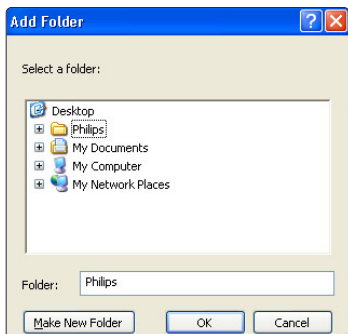 Add Folder
Select a folder:
Desktop
Philips
My Documents
My Computer
My Network Places
Folder: Philips
Make New Folder OK Cancel